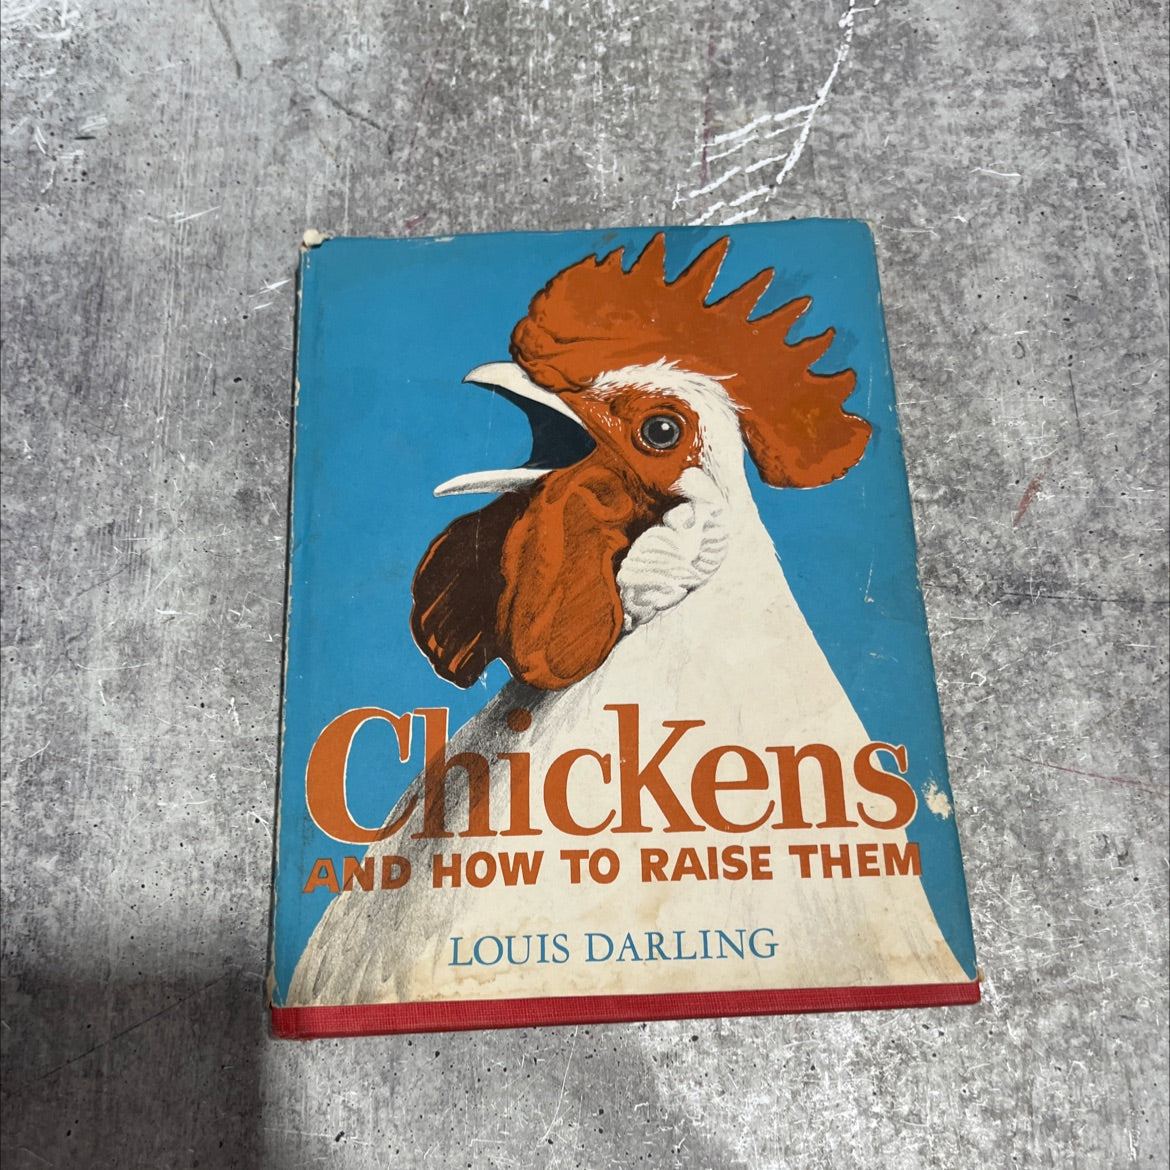 Chickens
AND HOW TO RAISE THEM
LOUIS DARLING